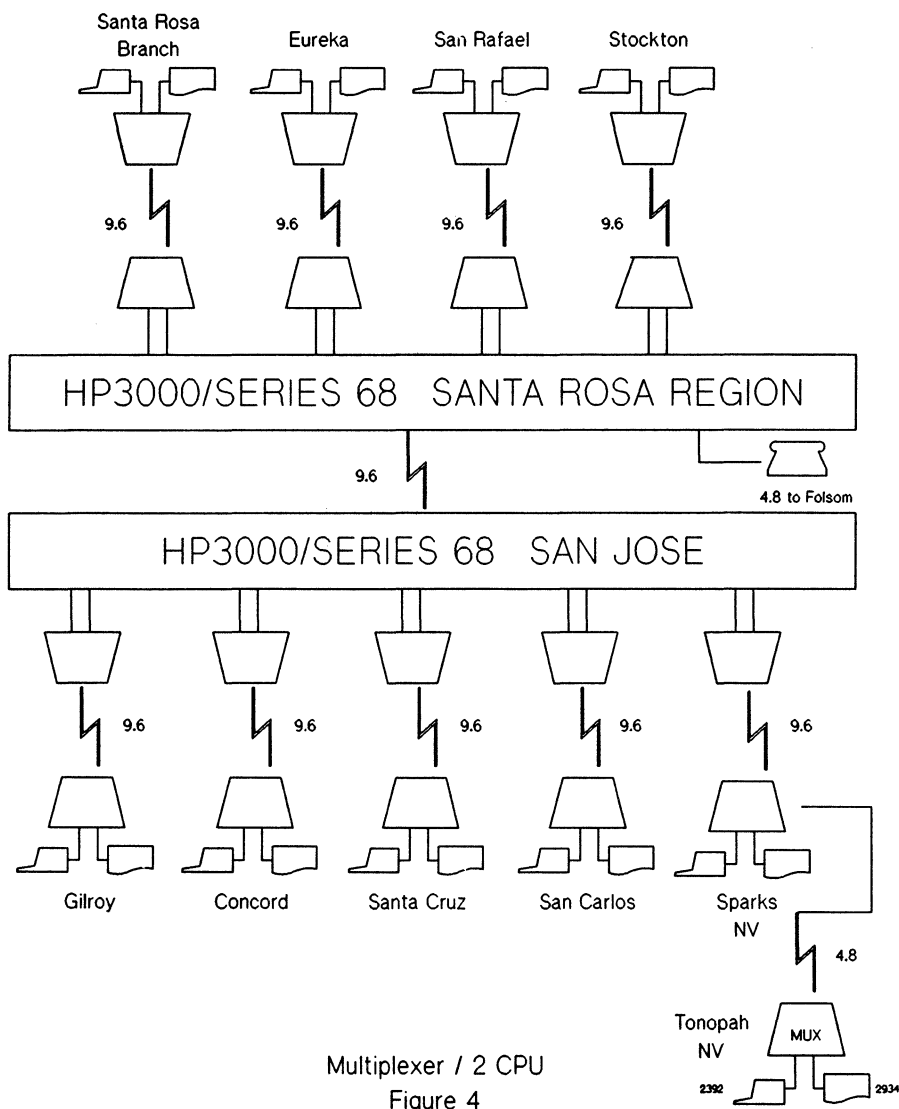 Santa Rosa
Branch
Eureka
San Rafael
Stockton
9.6
9.6
9.6
9.6
HP3000/SERIES 68 SANTA ROSA REGION
9.6
4.8 to Folsom
HP3000/SERIES 68 SAN JOSE
9.6
9.6
9.6
9.6
9.6
Gilroy
Concord
Santa Cruz
San Carlos
Sparks
NV
4.8
Tonopah
NV
MUX
2392
2934
Multiplexer / 2 CPU
Figure 4